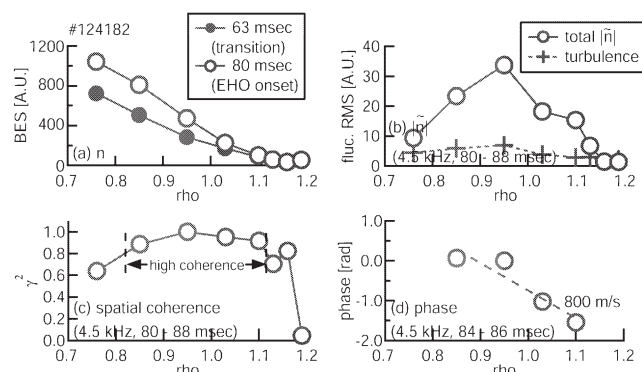 #124182
63 msec
(transition)
80 msec
(EHO onset)
BES [A.U.]
1200
800
400
0
(a) n
0.7 0.8 0.9 1.0 1.1 1.2
rho
total |ñ|
turbulence
fluc. RMS [A.U.]
40
30
20
10
0
(b) |ñ|
(4.5 kHz, 80 - 88 msec)
0.7 0.8 0.9 1.0 1.1 1.2
rho
γ²
1.0
0.8
0.6
0.4
0.2
0.0
high coherence
(c) spatial coherence
(4.5 kHz, 80 - 88 msec)
0.7 0.8 0.9 1.0 1.1 1.2
rho
phase [rad]
1.0
0.0
-1.0
-2.0
800 m/s
(d) phase
(4.5 kHz, 84 - 86 msec)
0.7 0.8 0.9 1.0 1.1 1.2
rho